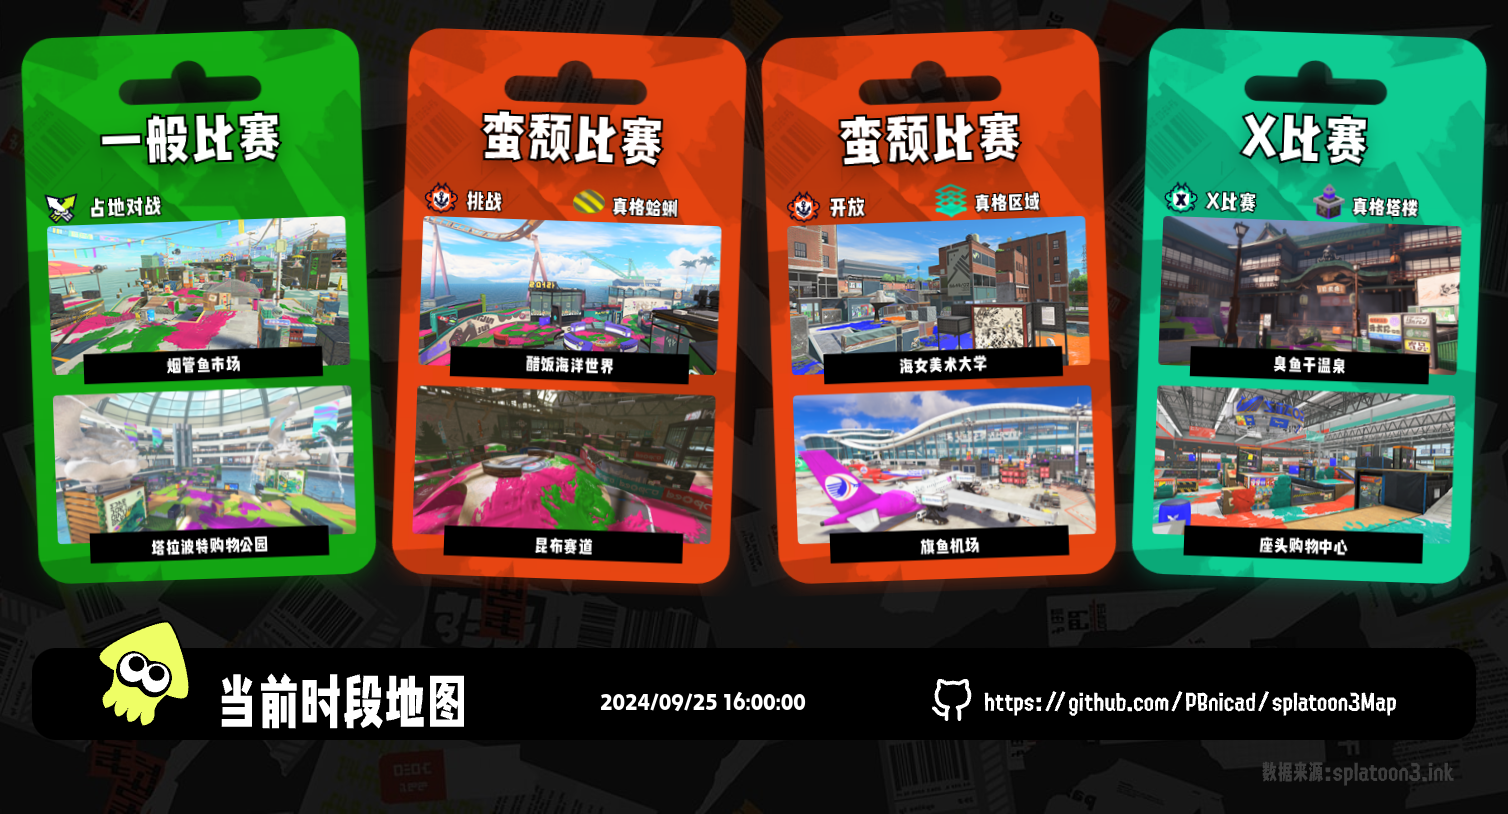 一般比赛
占地对战
烟管鱼市场
塔拉波特购物公园
蛮颓比赛
挑战
真格蛤蜊
醋饭海洋世界
昆布赛道
蛮颓比赛
开放
真格区域
海女美术大学
旗鱼机场
X比赛
X比赛
真格塔楼
臭鱼干温泉
座头购物中心
当前时段地图
2024/09/25 16:00:00
https://github.com/PBnicad/splatoon3Map
数据来源:splatoon3.ink